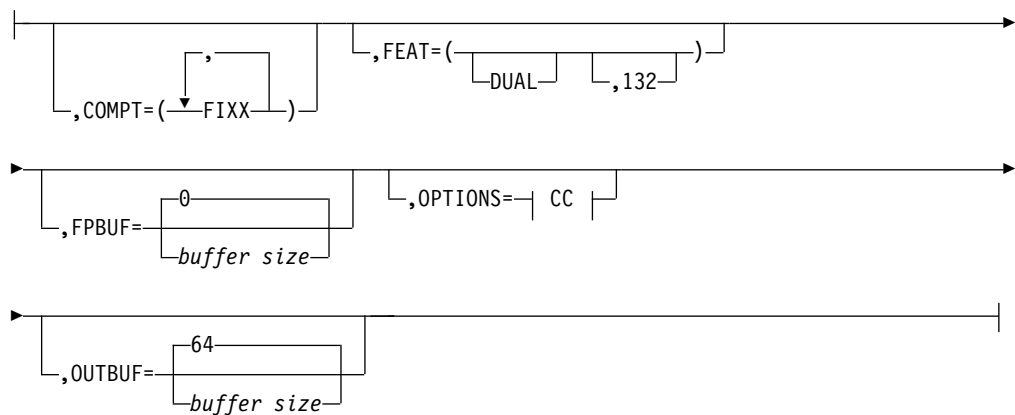 ,
,FEAT=( )
DUAL ,132
,COMPT=( FIXX )
0 ,OPTIONS= CC
,FPBUF=
buffer size
64
,OUTBUF=
buffer size